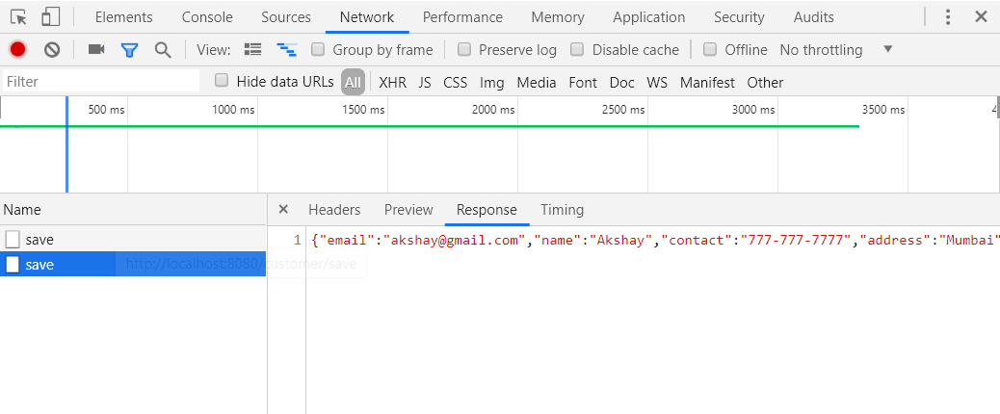 Elements Console Sources Network Performance Memory Application Security Audits
View: Group by frame Preserve log Disable cache Offline No throttling
Filter Hide data URLs All XHR JS CSS Img Media Font Doc WS Manifest Other
500 ms 1000 ms 1500 ms 2000 ms 2500 ms 3000 ms 3500 ms 4
Name Headers Preview Response Timing
save
1 {"email":"akshay@gmail.com","name":"Akshay","contact":"777-777-7777","address":"Mumbai"
save http://localhost:8080/customer/save